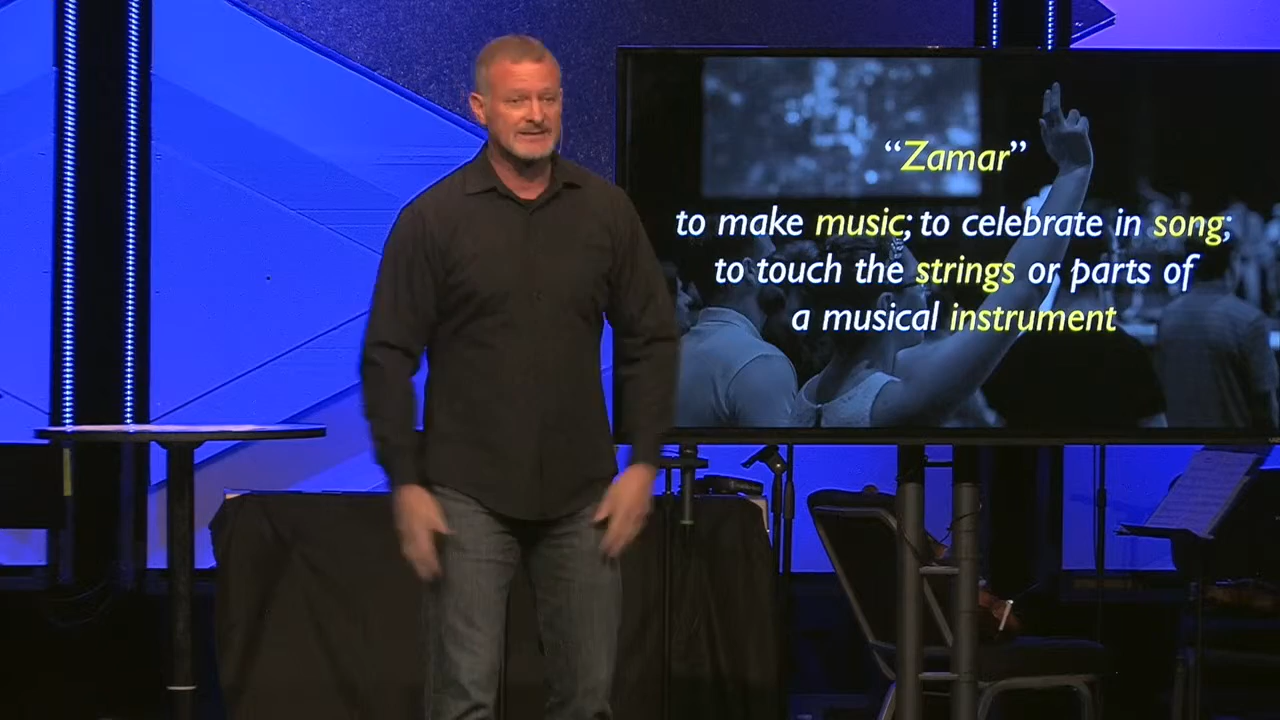 “Zamar”
to make music; to celebrate in song;
to touch the strings or parts of
a musical instrument